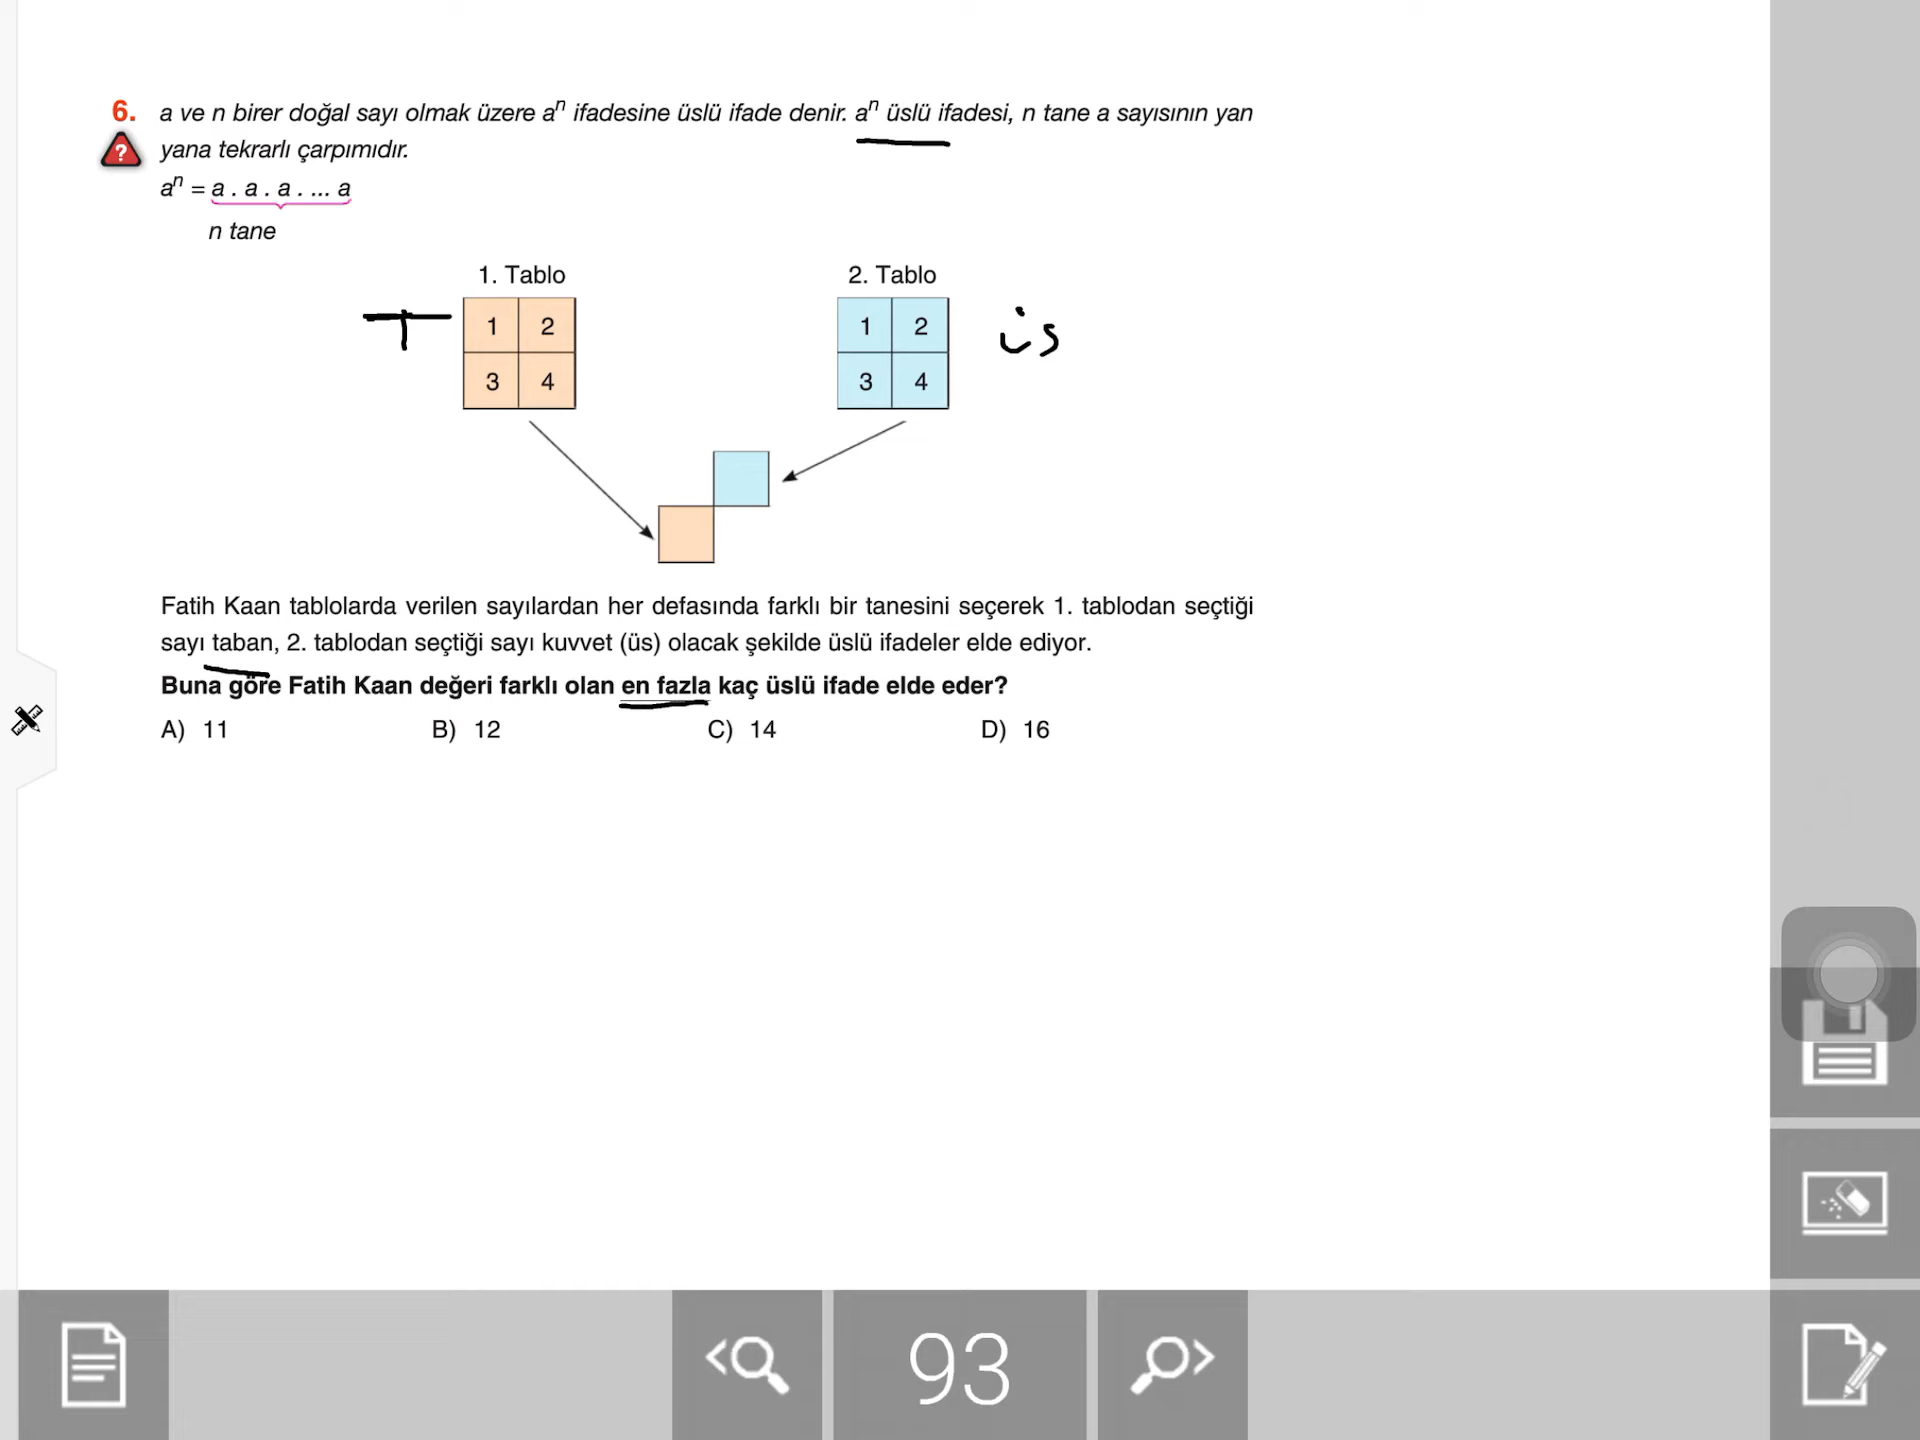 6. a ve n birer doğal sayı olmak üzere aⁿ ifadesine üslü ifade denir. aⁿ üslü ifadesi, n tane a sayısının yan
? yana tekrarlı çarpımıdır.
aⁿ = a . a . a . ... a
n tane
1. Tablo 2. Tablo
T 1 2 1 2 üs
3 4 3 4
Fatih Kaan tablolarda verilen sayılardan her defasında farklı bir tanesini seçerek 1. tablodan seçtiği
sayı taban, 2. tablodan seçtiği sayı kuvvet (üs) olacak şekilde üslü ifadeler elde ediyor.
Buna göre Fatih Kaan değeri farklı olan en fazla kaç üslü ifade elde eder?
A) 11 B) 12 C) 14 D) 16
93